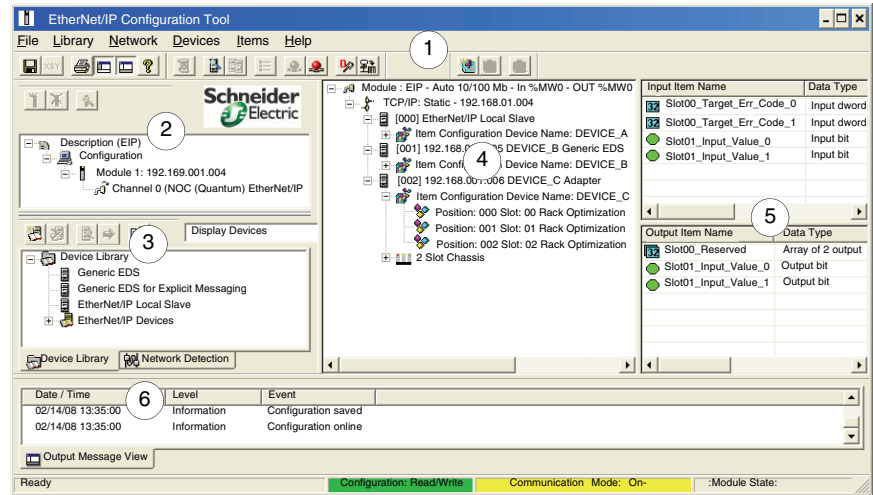 EtherNet/IP Configuration Tool
File Library Network Devices Items Help
1
XSY
Schneider
Electric
2
Description (EIP)
Configuration
Module 1: 192.169.001.004
Channel 0 (NOC (Quantum) EtherNet/IP
3
Display Devices
Device Library
Generic EDS
Generic EDS for Explicit Messaging
EtherNet/IP Local Slave
EtherNet/IP Devices
Device Library
Network Detection
Module : EIP - Auto 10/100 Mb - In %MW0 - OUT %MW0
TCP/IP: Static - 192.168.01.004
[000] EtherNet/IP Local Slave
Item Configuration Device Name: DEVICE_A
[001] 192.168.0 05 DEVICE_B Generic EDS
Item Conf Device Name: DEVICE_B
4
[002] 192.168.001.006 DEVICE_C Adapter
Item Configuration Device Name: DEVICE_C
Position: 000 Slot: 00 Rack Optimization
Position: 001 Slot: 01 Rack Optimization
Position: 002 Slot: 02 Rack Optimization
2 Slot Chassis
Input Item Name Data Type
32 Slot00_Target_Err_Code_0 Input dword
32 Slot00_Target_Err_Code_1 Input dword
Slot01_Input_Value_0 Input bit
Slot01_Input_Value_1 Input bit
5
Output Item Name Data Type
32 Slot00_Reserved Array of 2 output
Slot01_Input_Value_0 Output bit
Slot01_Input_Value_1 Output bit
Date / Time Level Event
6
02/14/08 13:35:00 Information Configuration saved
02/14/08 13:35:00 Information Configuration online
Output Message View
Ready Configuration: Read/Write Communication Mode: On- :Module State: